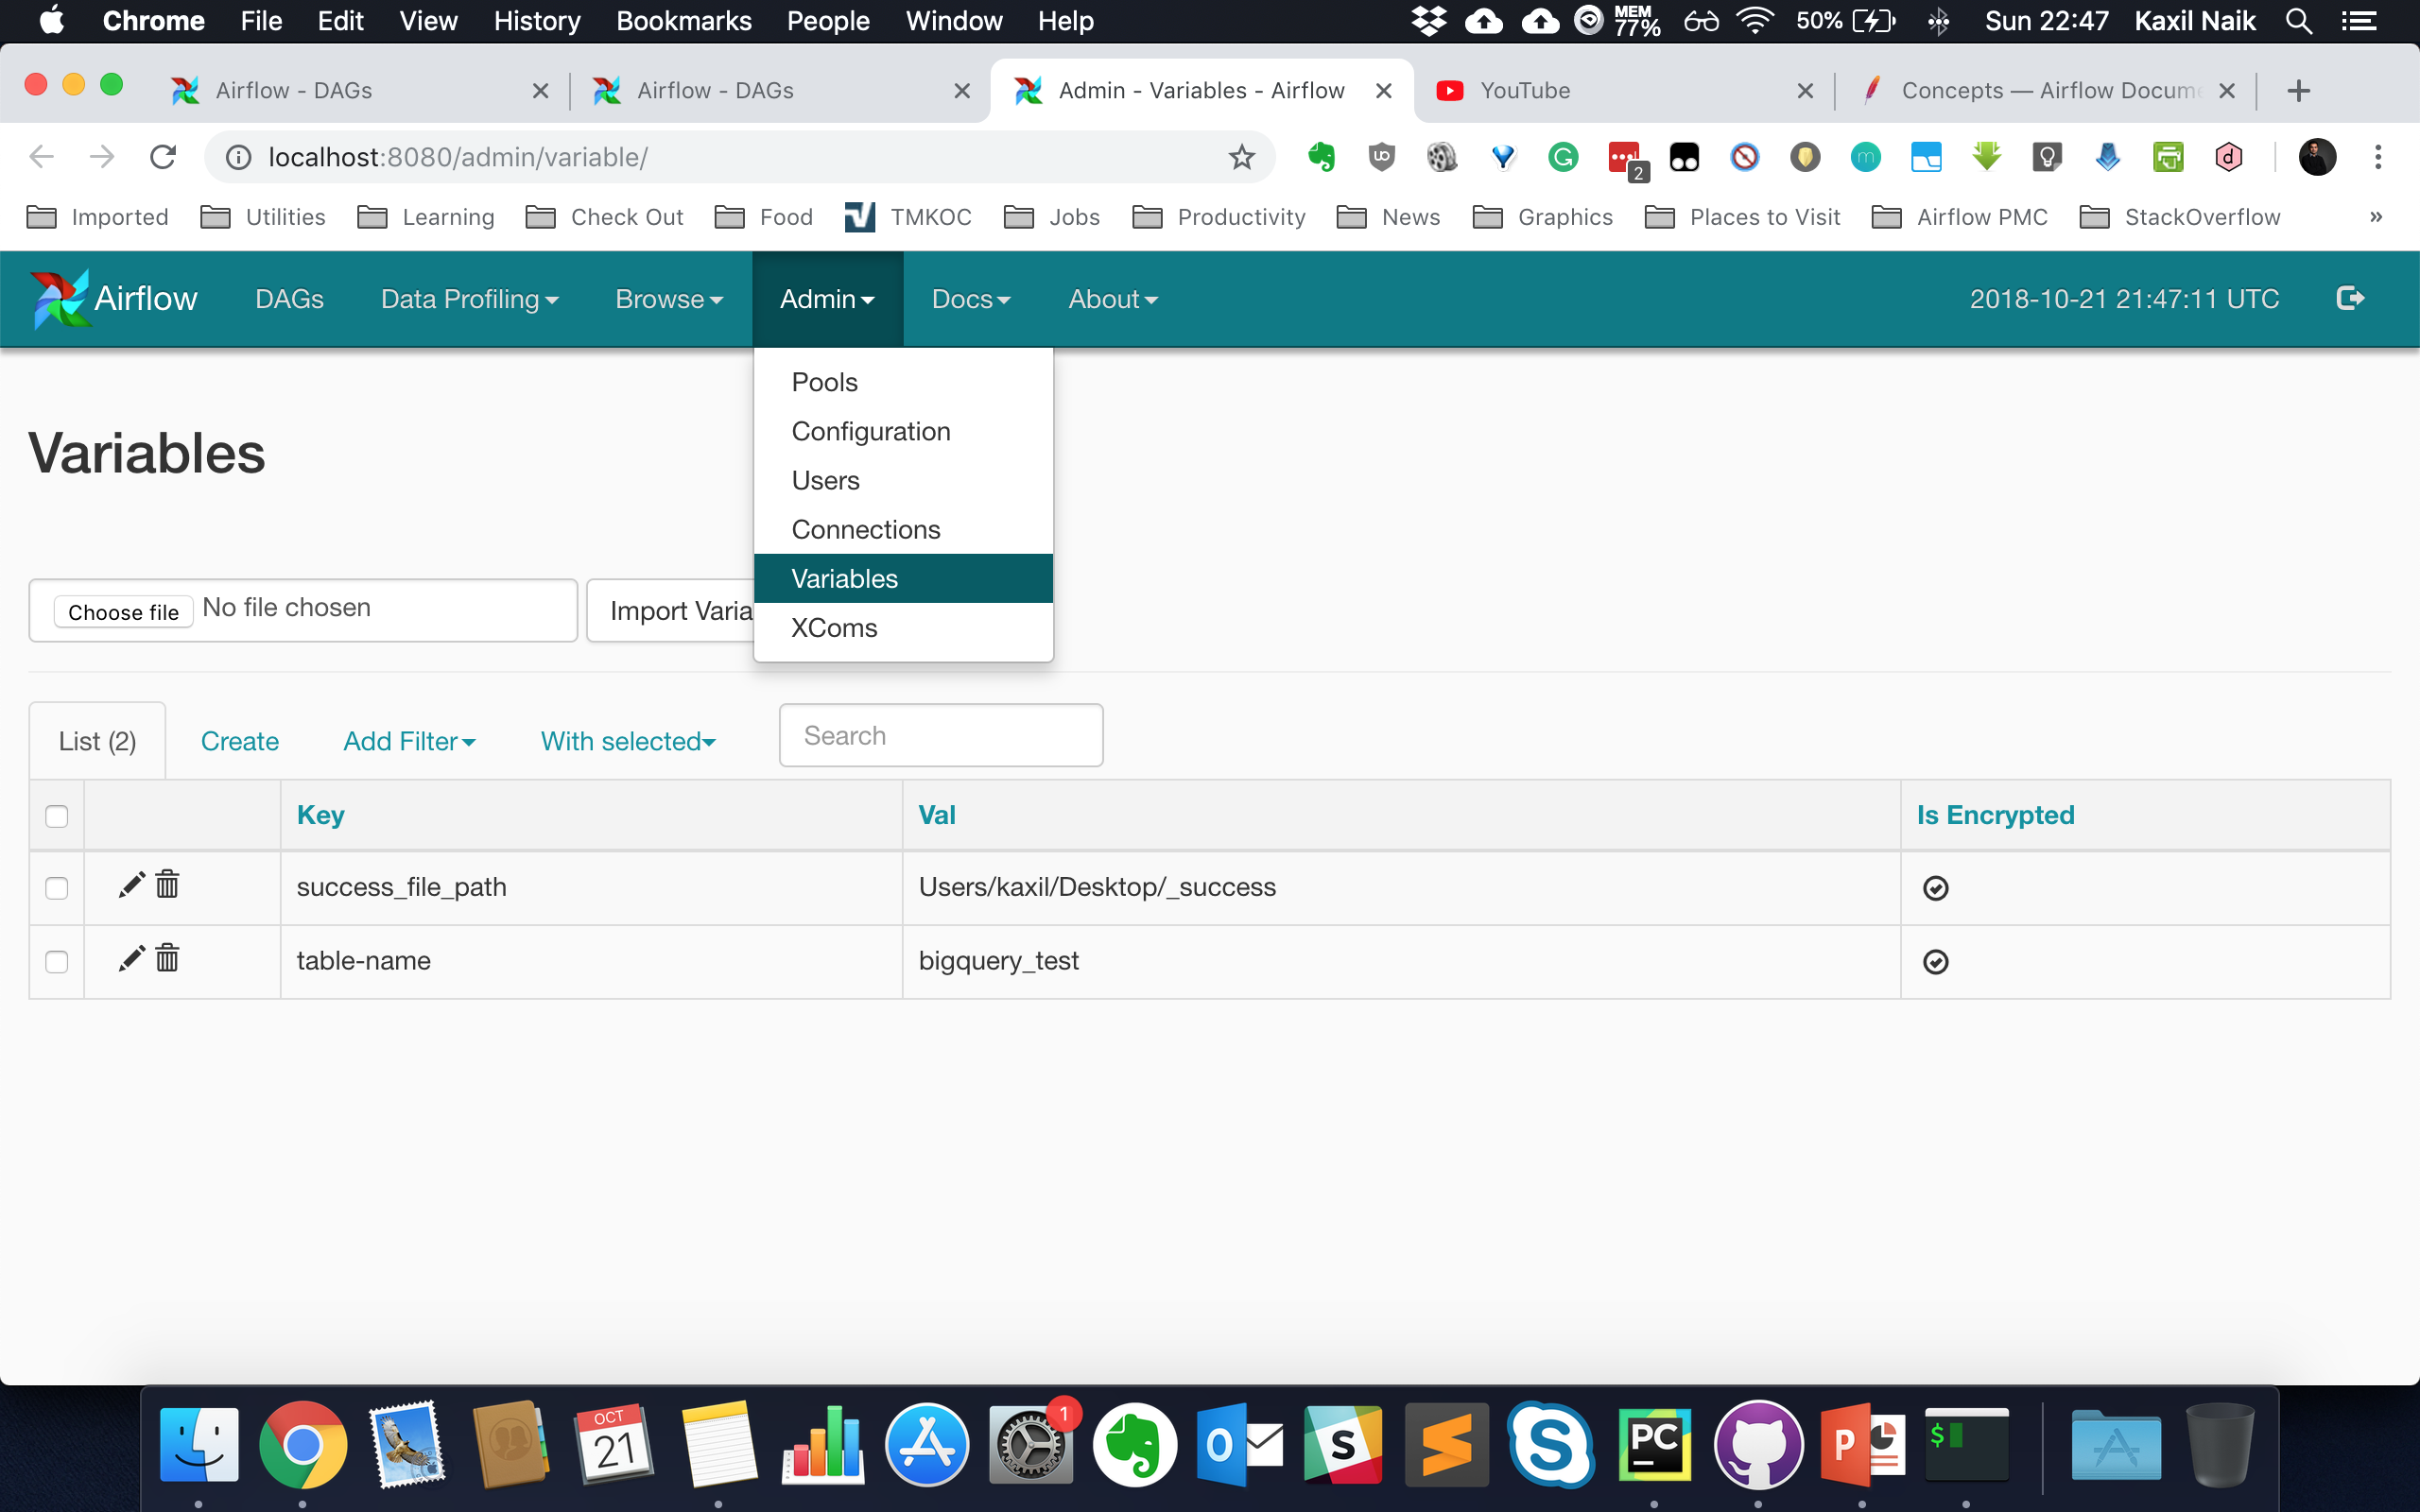 Chrome File Edit View History Bookmarks People Window Help MEM 77% 50% Sun 22:47 Kaxil Naik
Airflow - DAGs Airflow - DAGs Admin - Variables - Airflow YouTube Concepts — Airflow Docum
localhost:8080/admin/variable/ 2
Imported Utilities Learning Check Out Food TMKOC Jobs Productivity News Graphics Places to Visit Airflow PMC StackOverflow »
Airflow DAGs Data Profiling Browse Admin Docs About 2018-10-21 21:47:11 UTC
Pools
Configuration
Users
Connections
Variables
XComs
Variables
Choose file No file chosen Import Varia
List (2) Create Add Filter With selected Search
Key Val Is Encrypted
success_file_path Users/kaxil/Desktop/_success
table-name bigquery_test
OCT
21
1
O
S
S
PC
P
$